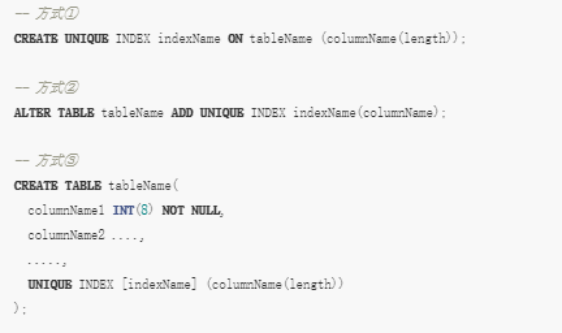 -- 方式①
CREATE UNIQUE INDEX indexName ON tableName (columnName(length));
-- 方式②
ALTER TABLE tableName ADD UNIQUE INDEX indexName(columnName);
-- 方式③
CREATE TABLE tableName(
columnName1 INT(8) NOT NULL,
columnName2 ....,
.....,
UNIQUE INDEX [indexName] (columnName(length))
);